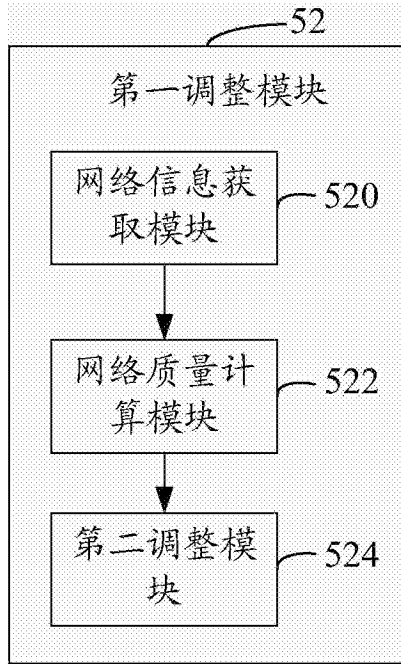 52
第一调整模块
网络信息获
取模块
520
网络质量计
算模块
522
第二调整模
块
524